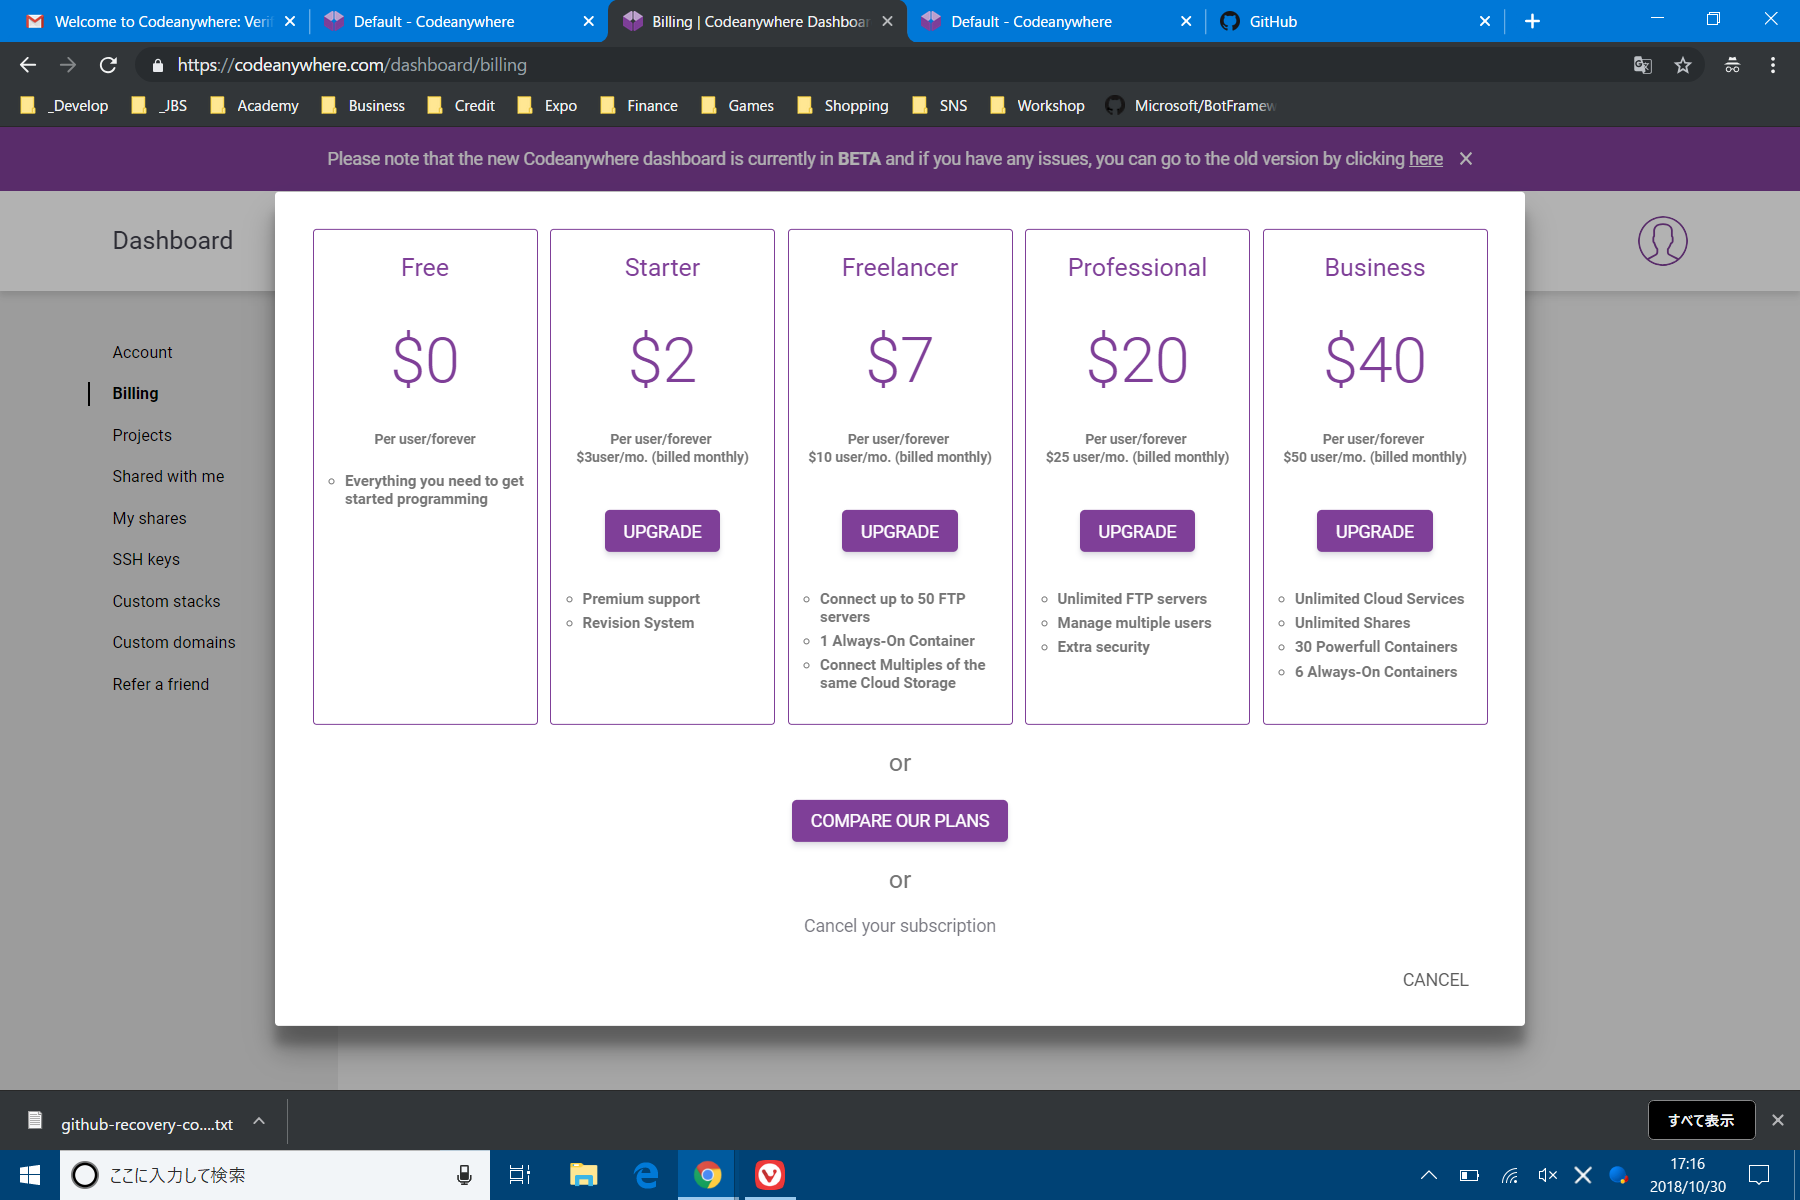 Welcome to Codeanywhere: Verif
Default - Codeanywhere
Billing | Codeanywhere Dashboar
Default - Codeanywhere
GitHub
https://codeanywhere.com/dashboard/billing
_Develop
_JBS
Academy
Business
Credit
Expo
Finance
Games
Shopping
SNS
Workshop
Microsoft/BotFramew
Please note that the new Codeanywhere dashboard is currently in BETA and if you have any issues, you can go to the old version by clicking here
Dashboard
Account
Billing
Projects
Shared with me
My shares
SSH keys
Custom stacks
Custom domains
Refer a friend
Free
$0
Per user/forever
Everything you need to get
started programming
Starter
$2
Per user/forever
$3user/mo. (billed monthly)
UPGRADE
Premium support
Revision System
Freelancer
$7
Per user/forever
$10 user/mo. (billed monthly)
UPGRADE
Connect up to 50 FTP
servers
1 Always-On Container
Connect Multiples of the
same Cloud Storage
Professional
$20
Per user/forever
$25 user/mo. (billed monthly)
UPGRADE
Unlimited FTP servers
Manage multiple users
Extra security
Business
$40
Per user/forever
$50 user/mo. (billed monthly)
UPGRADE
Unlimited Cloud Services
Unlimited Shares
30 Powerfull Containers
6 Always-On Containers
or
COMPARE OUR PLANS
or
Cancel your subscription
CANCEL
github-recovery-co....txt
すべて表示
ここに入力して検索
17:16
2018/10/30